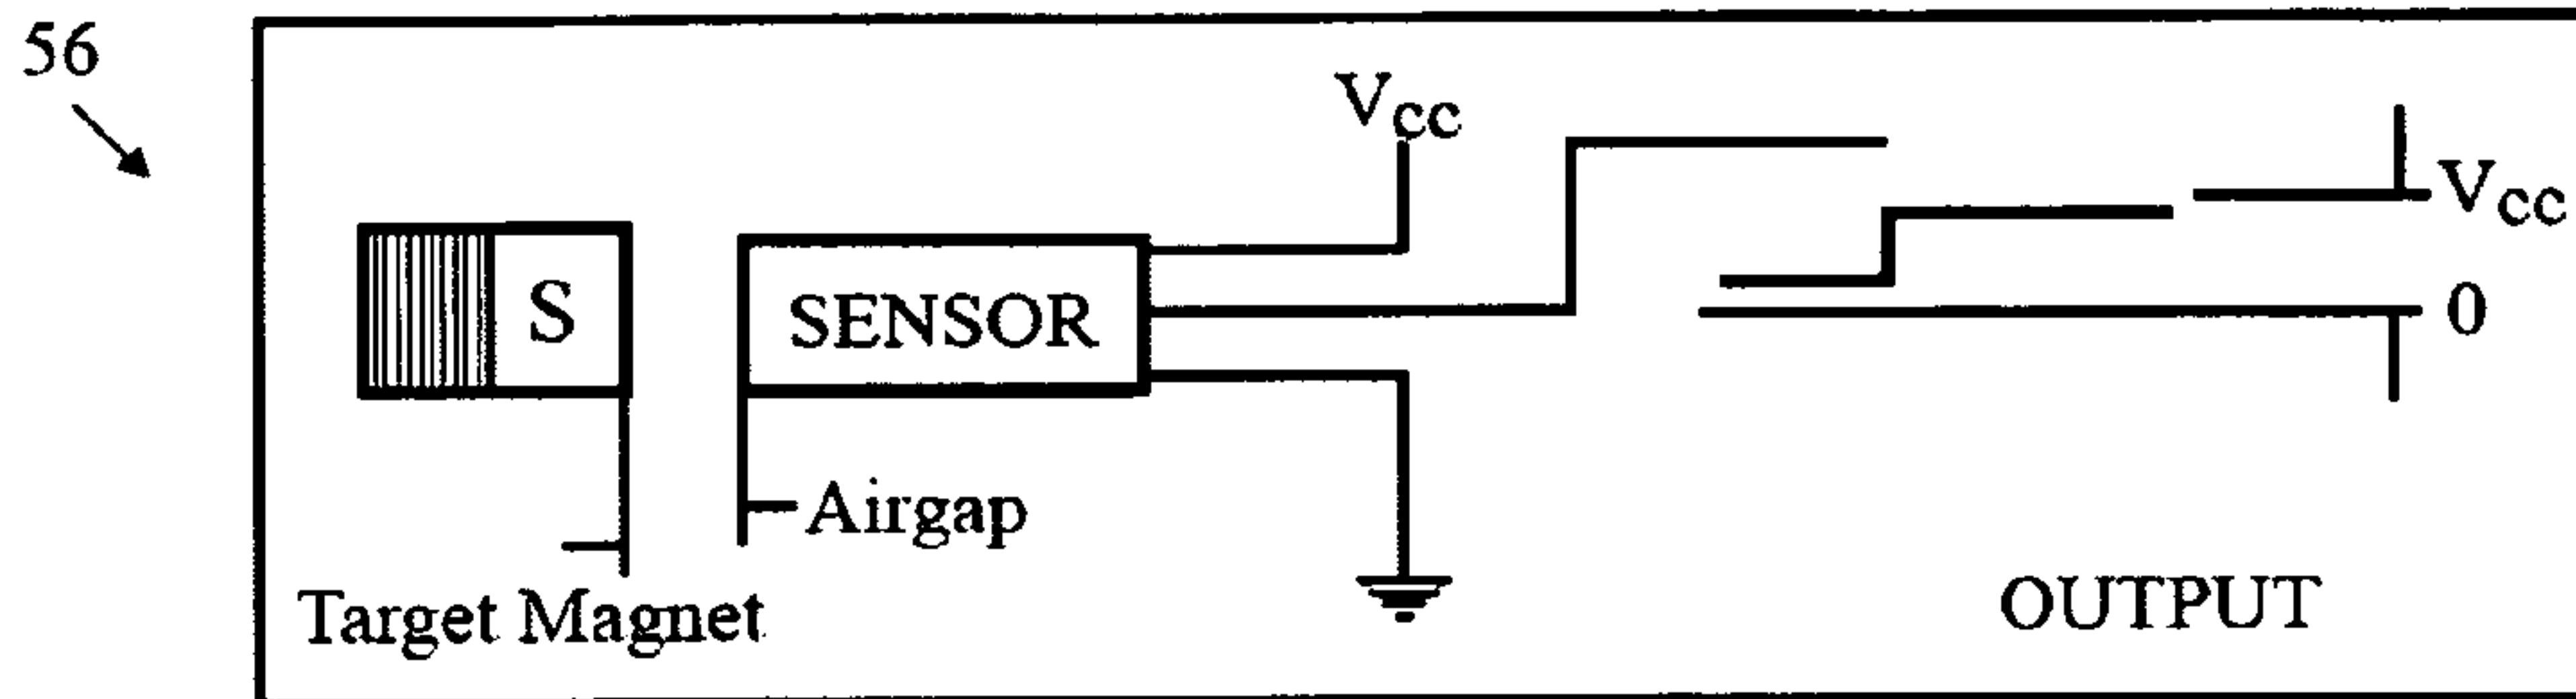 56
Vcc
Vcc
S
SENSOR
0
Airgap
Target Magnet
OUTPUT